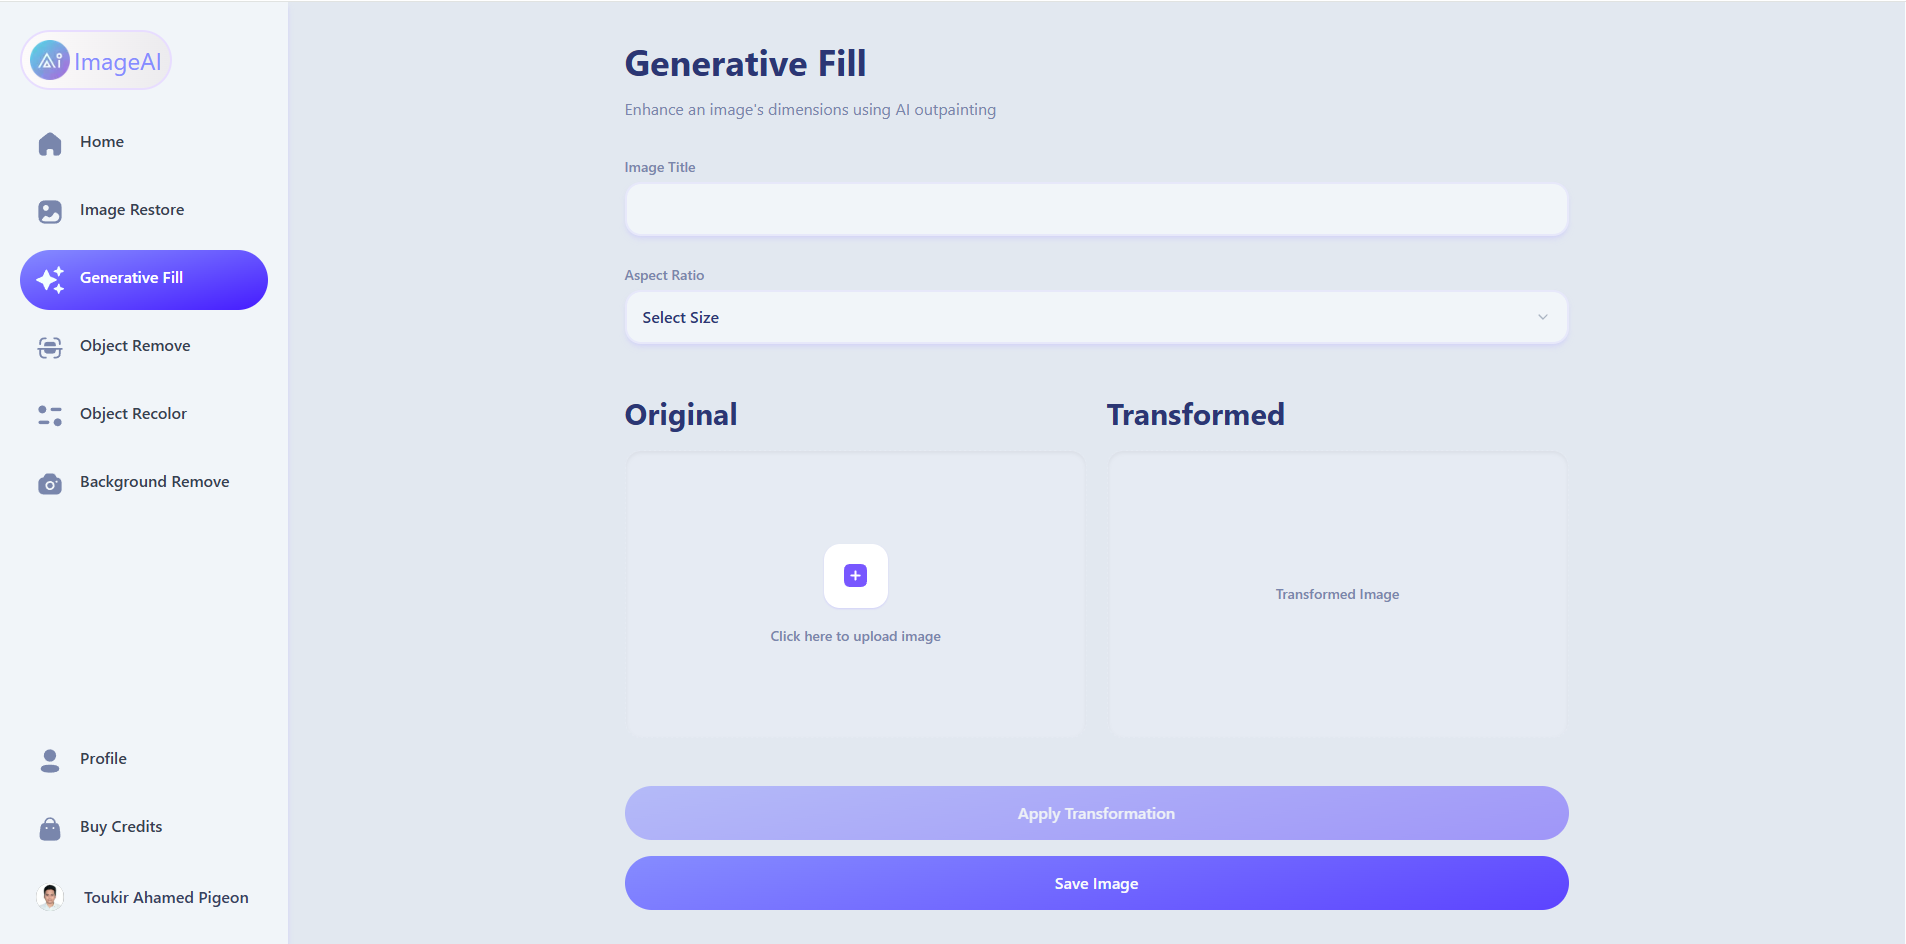 ImageAI
Home
Image Restore
Generative Fill
Object Remove
Object Recolor
Background Remove
Profile
Buy Credits
Toukir Ahamed Pigeon
Generative Fill
Enhance an image's dimensions using AI outpainting
Image Title
Aspect Ratio
Select Size
Original
Transformed
Click here to upload image
Transformed Image
Apply Transformation
Save Image